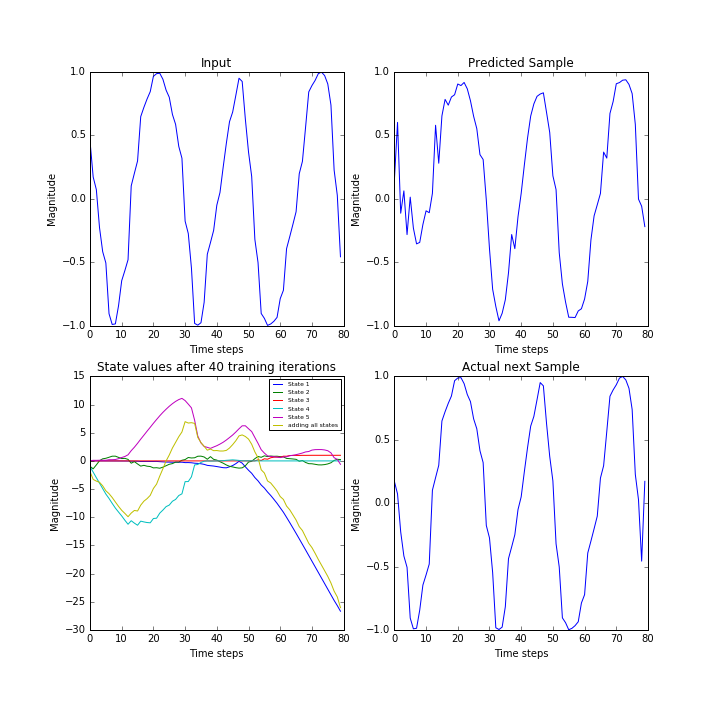 Input
Predicted Sample
1.0
0.5
0.0
−0.5
−1.0
Magnitude
0 10 20 30 40 50 60 70 80
Time steps
1.0
0.5
0.0
−0.5
−1.0
Magnitude
0 10 20 30 40 50 60 70 80
Time steps
State values after 40 training iterations
Actual next Sample
15
10
5
0
−5
−10
−15
−20
−25
−30
Magnitude
State 1
State 2
State 3
State 4
State 5
adding all states
0 10 20 30 40 50 60 70 80
Time steps
1.0
0.5
0.0
−0.5
−1.0
Magnitude
0 10 20 30 40 50 60 70 80
Time steps